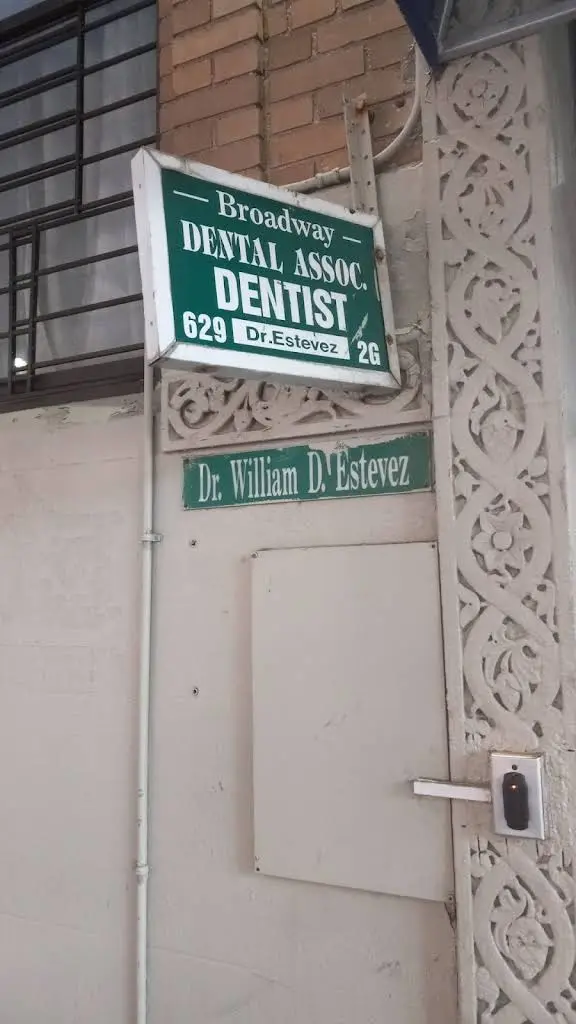 Broadway
DENTAL ASSOC.
DENTIST
629 Dr.Estevez 2G
Dr. William D. Estevez